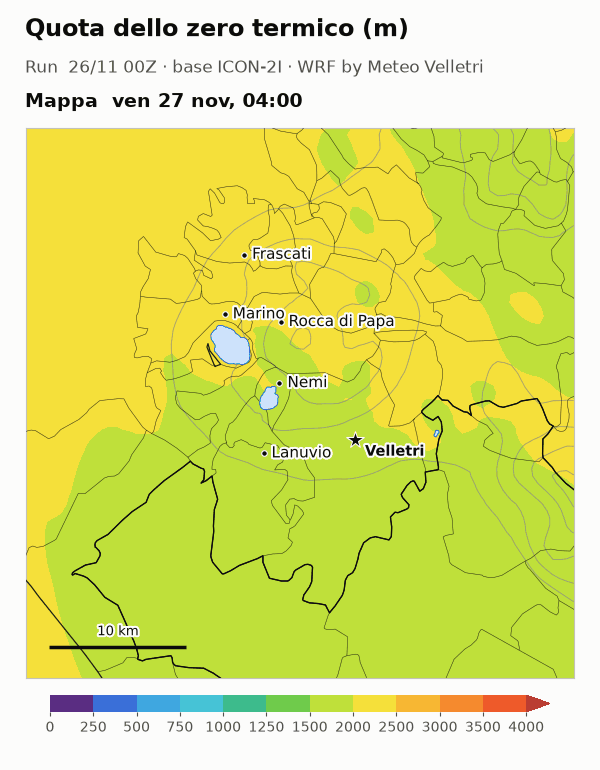 Quota dello zero termico (m)
Run  26/11 00Z · base ICON-2I · WRF by Meteo Velletri
Mappa  ven 27 nov, 04:00
Frascati
Marino
Rocca di Papa
Nemi
Velletri
Lanuvio
10 km
0 250 500 750 1000 1250 1500 2000 2500 3000 3500 4000